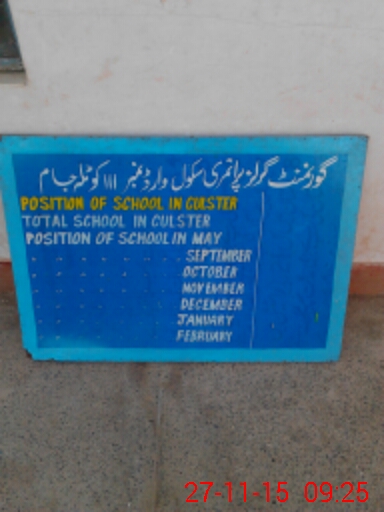 گورنمنٹ گرلز پرائمری سکول وارڈ نمبر III کوٹلہ جام
POSITION OF SCHOOL IN CULSTER
TOTAL SCHOOL IN CULSTER
POSITION OF SCHOOL IN MAY
" " " " " " " SEPTEMBER
" " " " " " " OCTOBER
" " " " " " " NOVEMBER
" " " " " " " DECEMBER
" " " " " " " JANUARY
" " " " " " " FEBRUARY
27-11-15 09:25